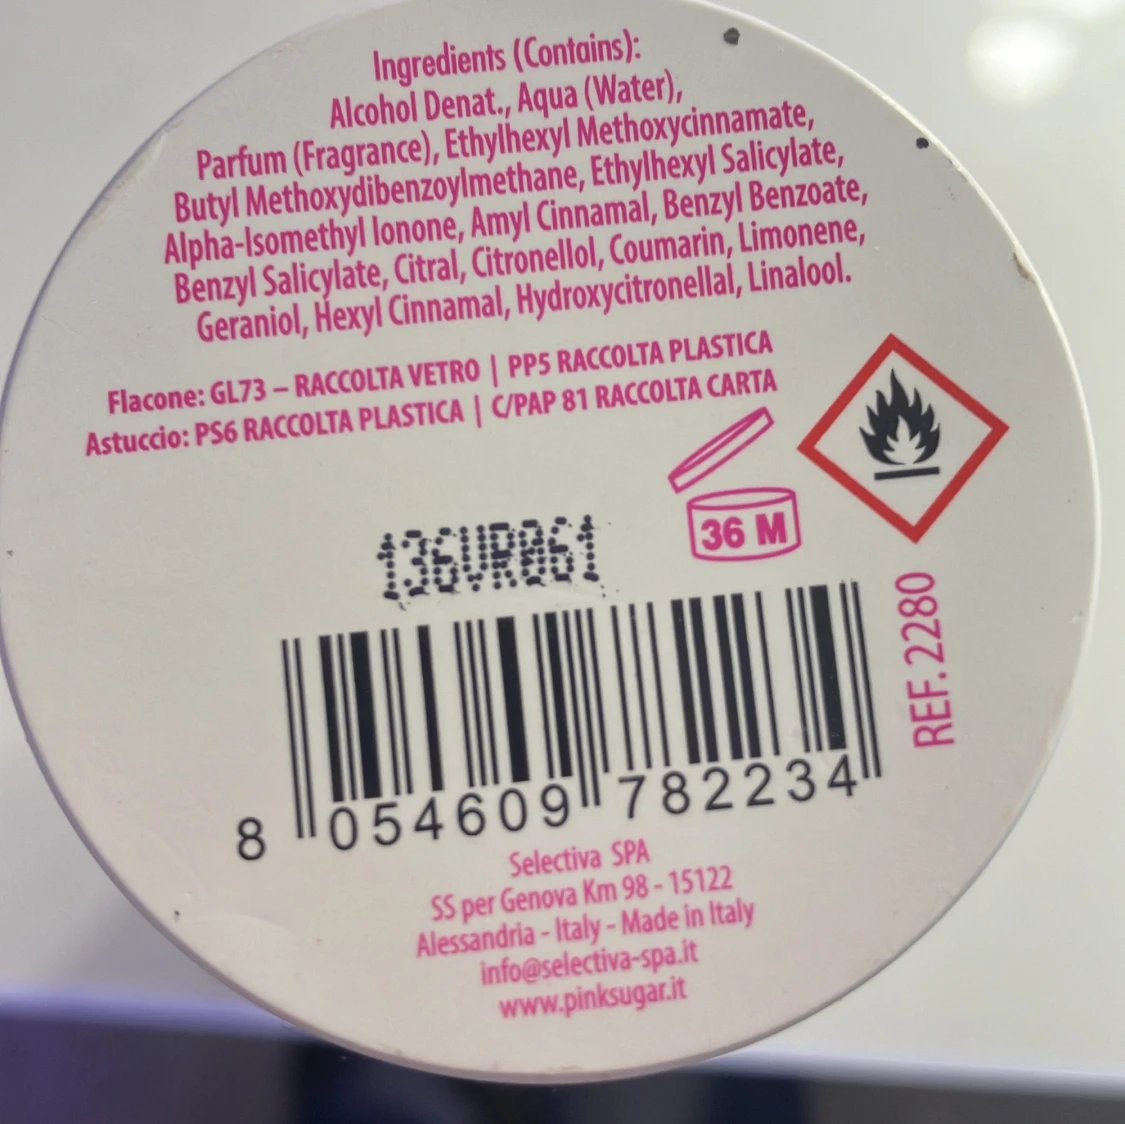 Ingredients (Contains):
Alcohol Denat., Aqua (Water),
Parfum (Fragrance), Ethylhexyl Methoxycinnamate,
Butyl Methoxydibenzoylmethane, Ethylhexyl Salicylate,
Alpha-Isomethyl Ionone, Amyl Cinnamal, Benzyl Benzoate,
Benzyl Salicylate, Citral, Citronellol, Coumarin, Limonene,
Geraniol, Hexyl Cinnamal, Hydroxycitronellal, Linalool.
Flacone: GL73 – RACCOLTA VETRO | PP5 RACCOLTA PLASTICA
Astuccio: PS6 RACCOLTA PLASTICA | C/PAP 81 RACCOLTA CARTA
36 M
REF. 2280
8 054609 782234
Selectiva SPA
SS per Genova Km 98 - 15122
Alessandria - Italy - Made in Italy
info@selectiva-spa.it
www.pinksugar.it